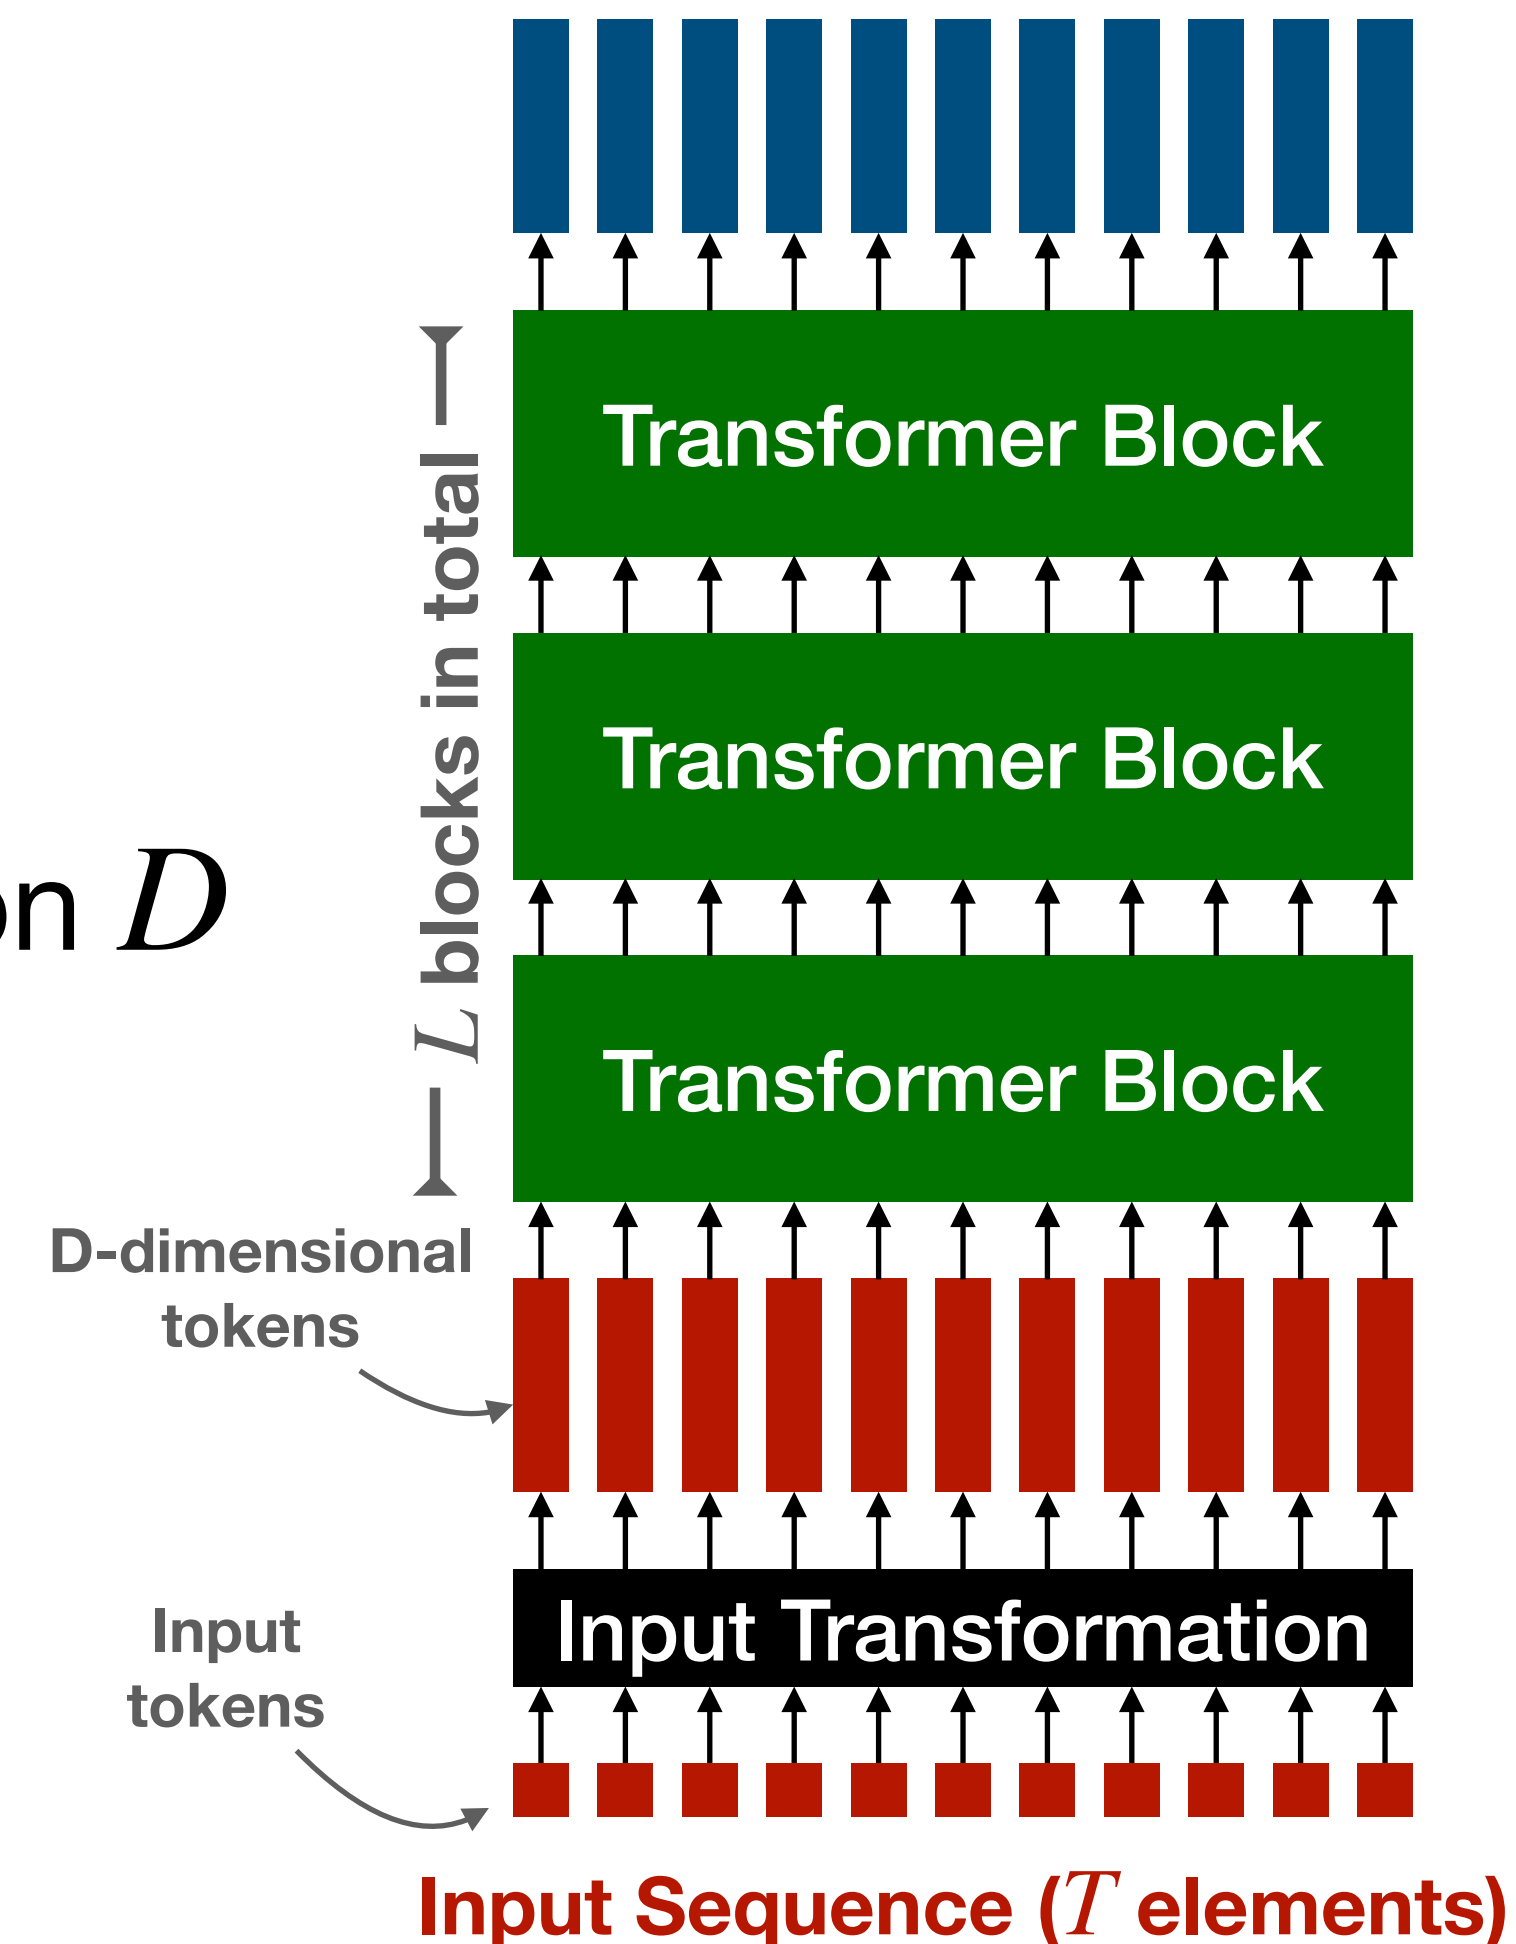 Transformer Block
L blocks in total
Transformer Block
on D
Transformer Block
D-dimensional
tokens
Input Transformation
Input
tokens
Input Sequence (T elements)